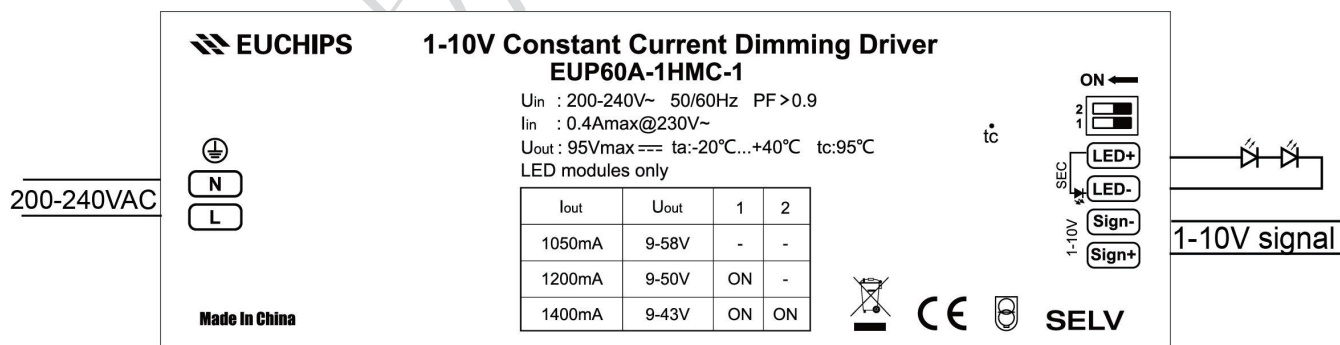 EUCHIPS
1-10V Constant Current Dimming Driver
EUP60A-1HMC-1
Uin : 200-240V~ 50/60Hz PF>0.9
Iin : 0.4Amax@230V~
Uout : 95Vmax ⎓ ta:-20℃...+40℃ tc:95℃
LED modules only
Iout Uout 1 2
1050mA 9-58V - -
1200mA 9-50V ON -
1400mA 9-43V ON ON
200-240VAC
N
L
Made In China
tc
ON
2
1
SEC
LED+
LED-
1-10V
Sign-
Sign+
1-10V signal
CE
SELV